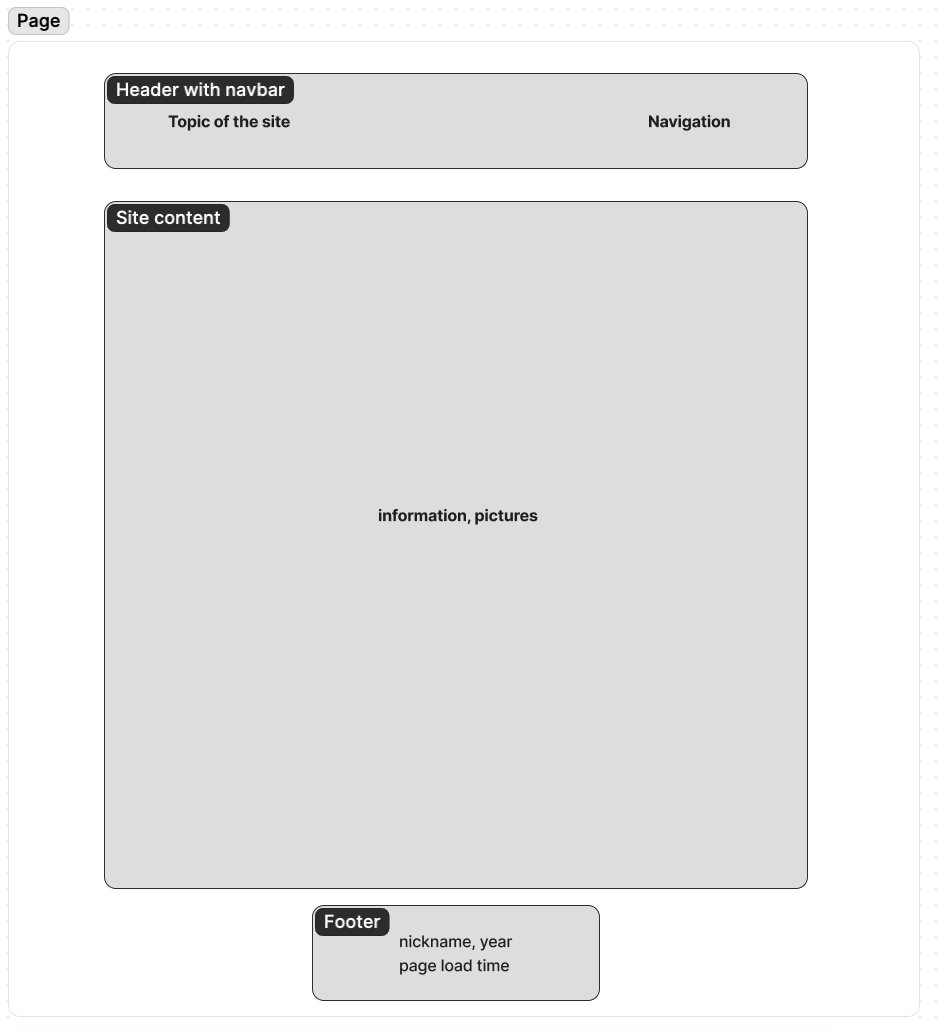 Page
Header with navbar
Topic of the site
Navigation
Site content
information, pictures
Footer
nickname, year
page load time